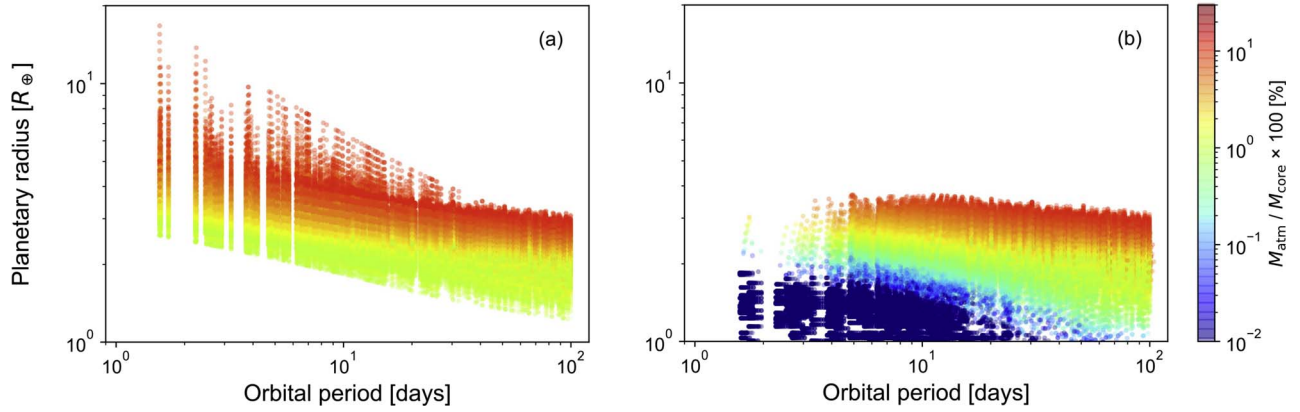 (a)
(b)
Planetary radius [R⊕]
10¹
10⁰
10⁰
10¹
10²
Orbital period [days]
10¹
10⁰
10⁰
10¹
10²
Orbital period [days]
10¹
10⁰
10⁻¹
10⁻²
M_atm / M_core × 100 [%]